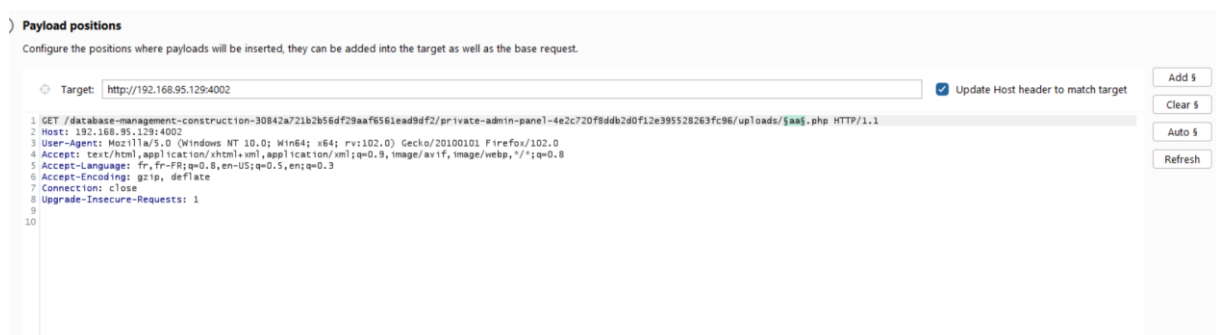 Payload positions
Configure the positions where payloads will be inserted, they can be added into the target as well as the base request.
Target: http://192.168.95.129:4002
Update Host header to match target
Add §
Clear §
Auto §
Refresh
1 GET /database-management-construction-30842a721b2b56df29aaf6561ead9df2/private-admin-panel-4e2c720f8ddb2d0f12e395528263fc96/uploads/§aa§.php HTTP/1.1
2 Host: 192.168.95.129:4002
3 User-Agent: Mozilla/5.0 (Windows NT 10.0; Win64; x64; rv:102.0) Gecko/20100101 Firefox/102.0
4 Accept: text/html,application/xhtml+xml,application/xml;q=0.9,image/avif,image/webp,*/*;q=0.8
5 Accept-Language: fr,fr-FR;q=0.8,en-US;q=0.5,en;q=0.3
6 Accept-Encoding: gzip, deflate
7 Connection: close
8 Upgrade-Insecure-Requests: 1
9
10